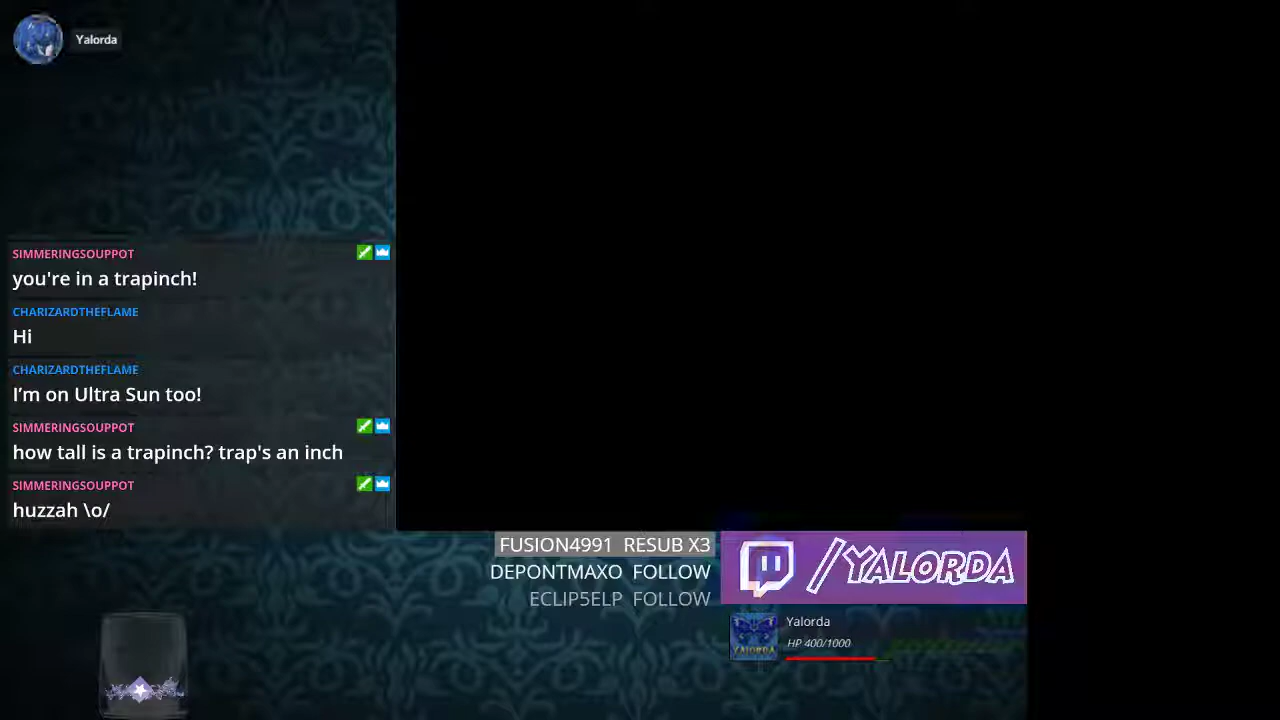 Yalorda
SIMMERINGSOUPPOT
you're in a trapinch!
CHARIZARDTHEFLAME
Hi
CHARIZARDTHEFLAME
I’m on Ultra Sun too!
SIMMERINGSOUPPOT
how tall is a trapinch? trap's an inch
SIMMERINGSOUPPOT
huzzah \o/
FUSION4991 RESUB X3
DEPONTMAXO FOLLOW
ECLIP5ELP FOLLOW
/YALORDA
Yalorda
HP 400/1000
YALORDA